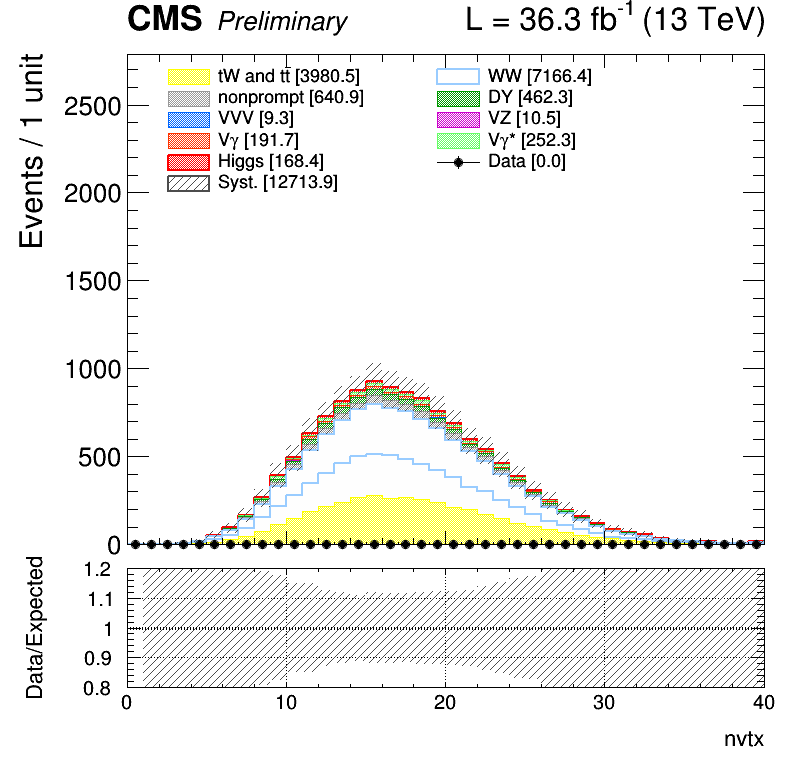 CMS Preliminary L = 36.3 fb⁻¹ (13 TeV)
Events / 1 unit
2500
2000
1500
1000
500
0
tW and tt̄ [3980.5]
nonprompt [640.9]
VVV [9.3]
Vγ [191.7]
Higgs [168.4]
Syst. [12713.9]
WW [7166.4]
DY [462.3]
VZ [10.5]
Vγ* [252.3]
Data [0.0]
Data/Expected
1.2
1.1
1
0.9
0.8
0 10 20 30 40
nvtx